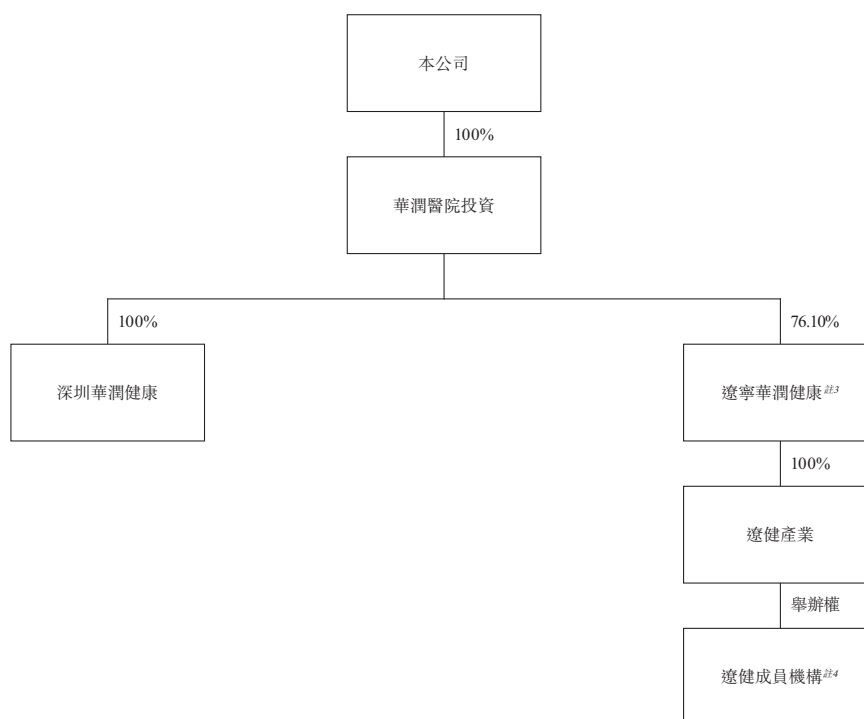 本公司
100%
華潤醫院投資
100%
76.10%
深圳華潤健康
遼寧華潤健康註3
100%
遼健產業
舉辦權
遼健成員機構註4